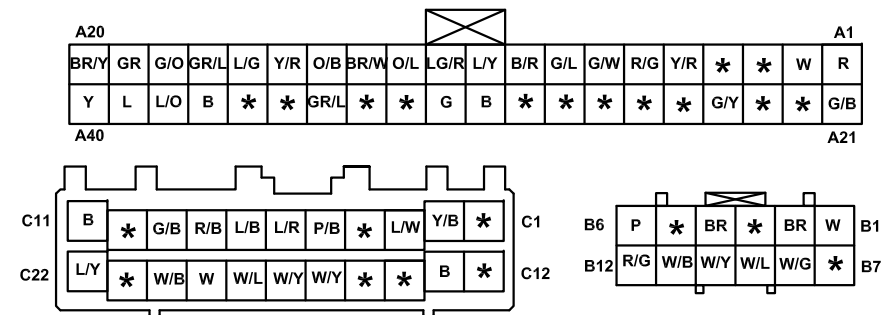 A20 A1
BR/Y GR G/O GR/L L/G Y/R O/B BR/W O/L LG/R L/Y B/R G/L G/W R/G Y/R * * W R
Y L L/O B * * GR/L * * G B * * * * * G/Y * * G/B
A40 A21
C11 B * G/B R/B L/B L/R P/B * L/W Y/B * C1
C22 L/Y * W/B W W/L W/Y W/Y * * B * C12
B6 P * BR * BR W B1
B12 R/G W/B W/Y W/L W/G * B7